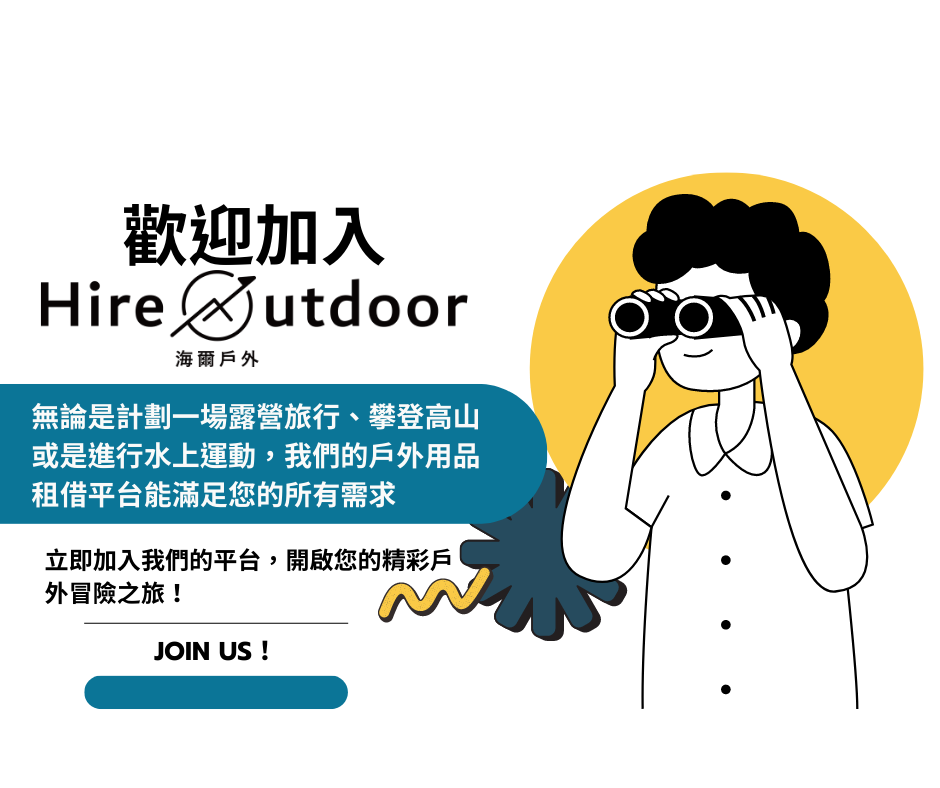 歡迎加入
Hire Outdoor
海爾戶外
無論是計劃一場露營旅行、攀登高山
或是進行水上運動，我們的戶外用品
租借平台能滿足您的所有需求
立即加入我們的平台，開啟您的精彩戶
外冒險之旅！
JOIN US！